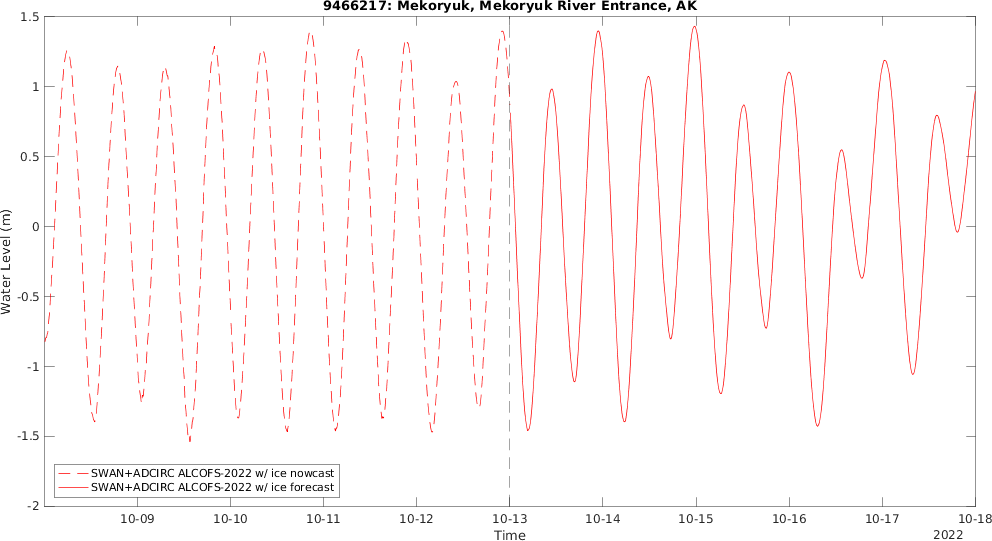 9466217: Mekoryuk, Mekoryuk River Entrance, AK
1.5
1
0.5
0
-0.5
-1
-1.5
-2
Water Level (m)
SWAN+ADCIRC ALCOFS-2022 w/ ice nowcast
SWAN+ADCIRC ALCOFS-2022 w/ ice forecast
10-09 10-10 10-11 10-12 10-13 10-14 10-15 10-16 10-17 10-18
Time
2022